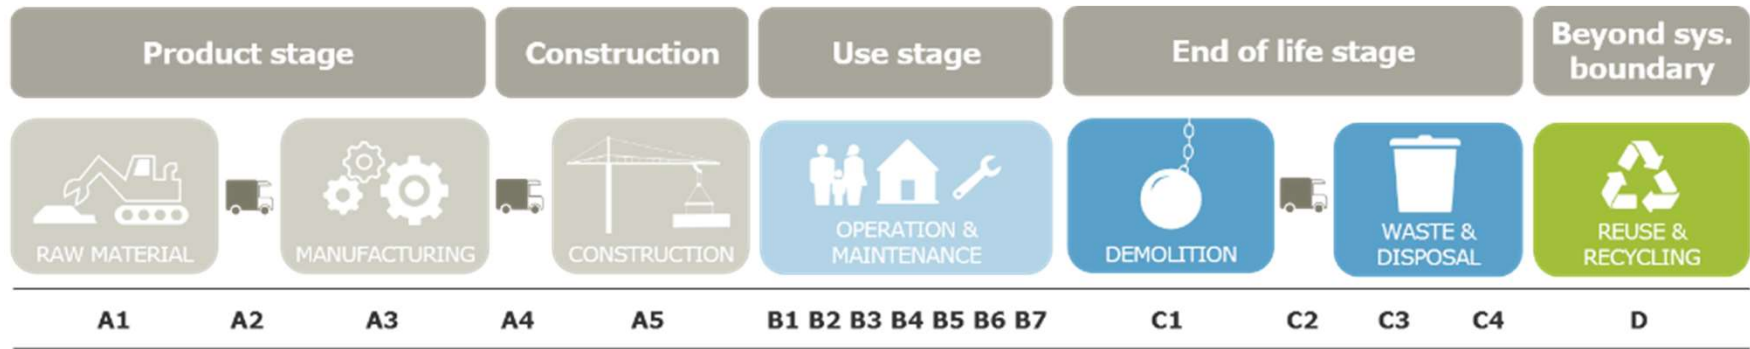 Product stage
Construction
Use stage
End of life stage
Beyond sys.
boundary
RAW MATERIAL
MANUFACTURING
CONSTRUCTION
OPERATION &
MAINTENANCE
DEMOLITION
WASTE &
DISPOSAL
REUSE &
RECYCLING
A1 A2 A3 A4 A5 B1 B2 B3 B4 B5 B6 B7 C1 C2 C3 C4 D